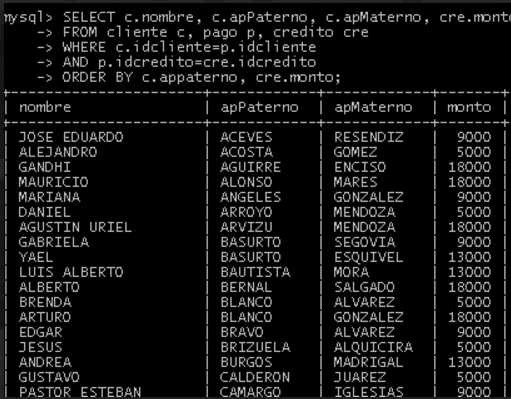 mysql> SELECT c.nombre, c.apPaterno, c.apMaterno, cre.monto
-> FROM cliente c, pago p, credito cre
-> WHERE c.idcliente=p.idcliente
-> AND p.idcredito=cre.idcredito
-> ORDER BY c.appaterno, cre.monto;
| nombre | apPaterno | apMaterno | monto |
| JOSE EDUARDO | ACEVES | RESENDIZ | 9000 |
| ALEJANDRO | ACOSTA | GOMEZ | 5000 |
| GANDHI | AGUIRRE | ENCISO | 18000 |
| MAURICIO | ALONSO | MARES | 18000 |
| MARIANA | ANGELES | GONZALEZ | 9000 |
| DANIEL | ARROYO | MENDOZA | 5000 |
| AGUSTIN URIEL | ARVIZU | MENDOZA | 18000 |
| GABRIELA | BASURTO | SEGOVIA | 9000 |
| YAEL | BASURTO | ESQUIVEL | 13000 |
| LUIS ALBERTO | BAUTISTA | MORA | 13000 |
| ALBERTO | BERNAL | SALGADO | 18000 |
| BRENDA | BLANCO | ALVAREZ | 5000 |
| ARTURO | BLANCO | GONZALEZ | 18000 |
| EDGAR | BRAVO | ALVAREZ | 9000 |
| JESUS | BRIZUELA | ALQUICIRA | 5000 |
| ANDREA | BURGOS | MADRIGAL | 13000 |
| GUSTAVO | CALDERON | JUAREZ | 5000 |
| PASTOR ESTEBAN | CAMARGO | IGLESIAS | 9000 |